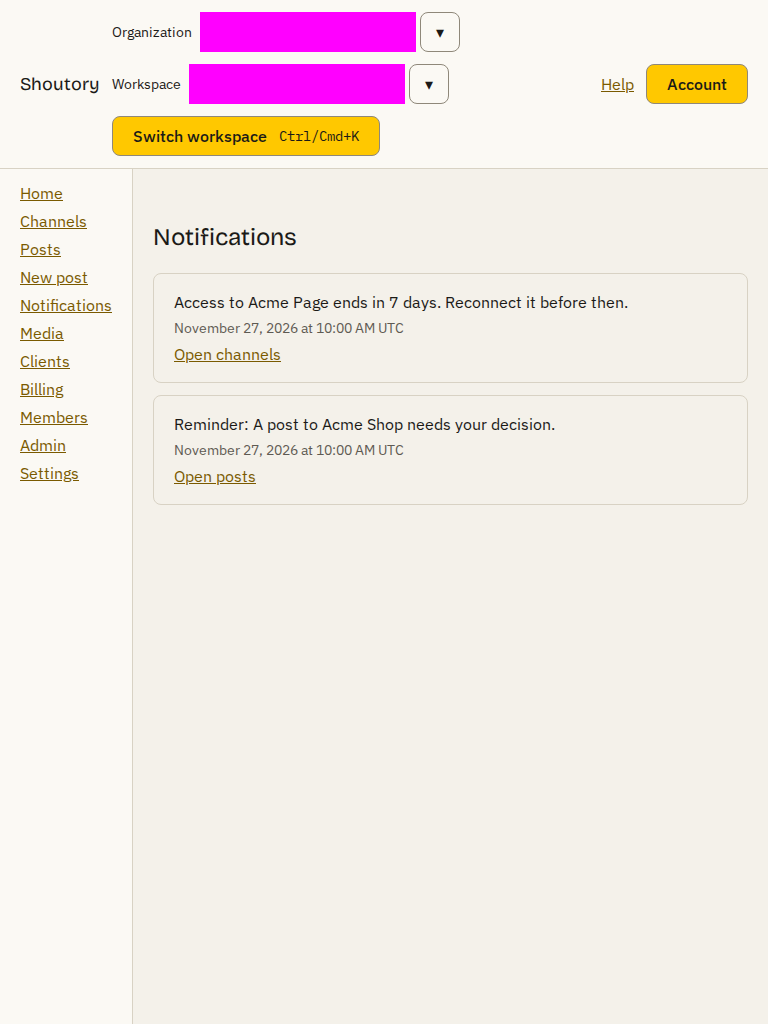 Organization ▼
Shoutory Workspace ▼ Help Account
Switch workspace Ctrl/Cmd+K
Home
Channels
Posts
New post
Notifications
Media
Clients
Billing
Members
Admin
Settings
Notifications
Access to Acme Page ends in 7 days. Reconnect it before then.
November 27, 2026 at 10:00 AM UTC
Open channels
Reminder: A post to Acme Shop needs your decision.
November 27, 2026 at 10:00 AM UTC
Open posts